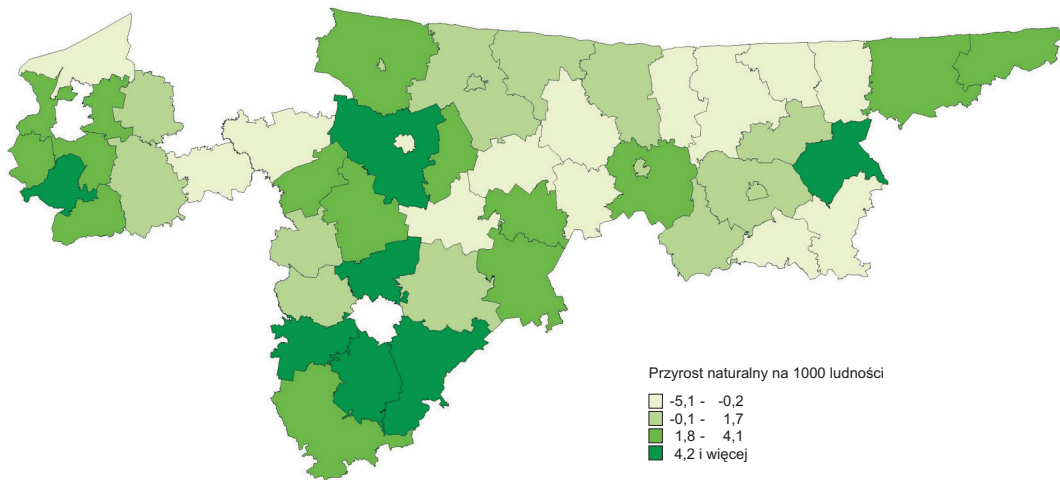 Przyrost naturalny na 1000 ludności
-5,1 - -0,2
-0,1 - 1,7
1,8 - 4,1
4,2 i więcej